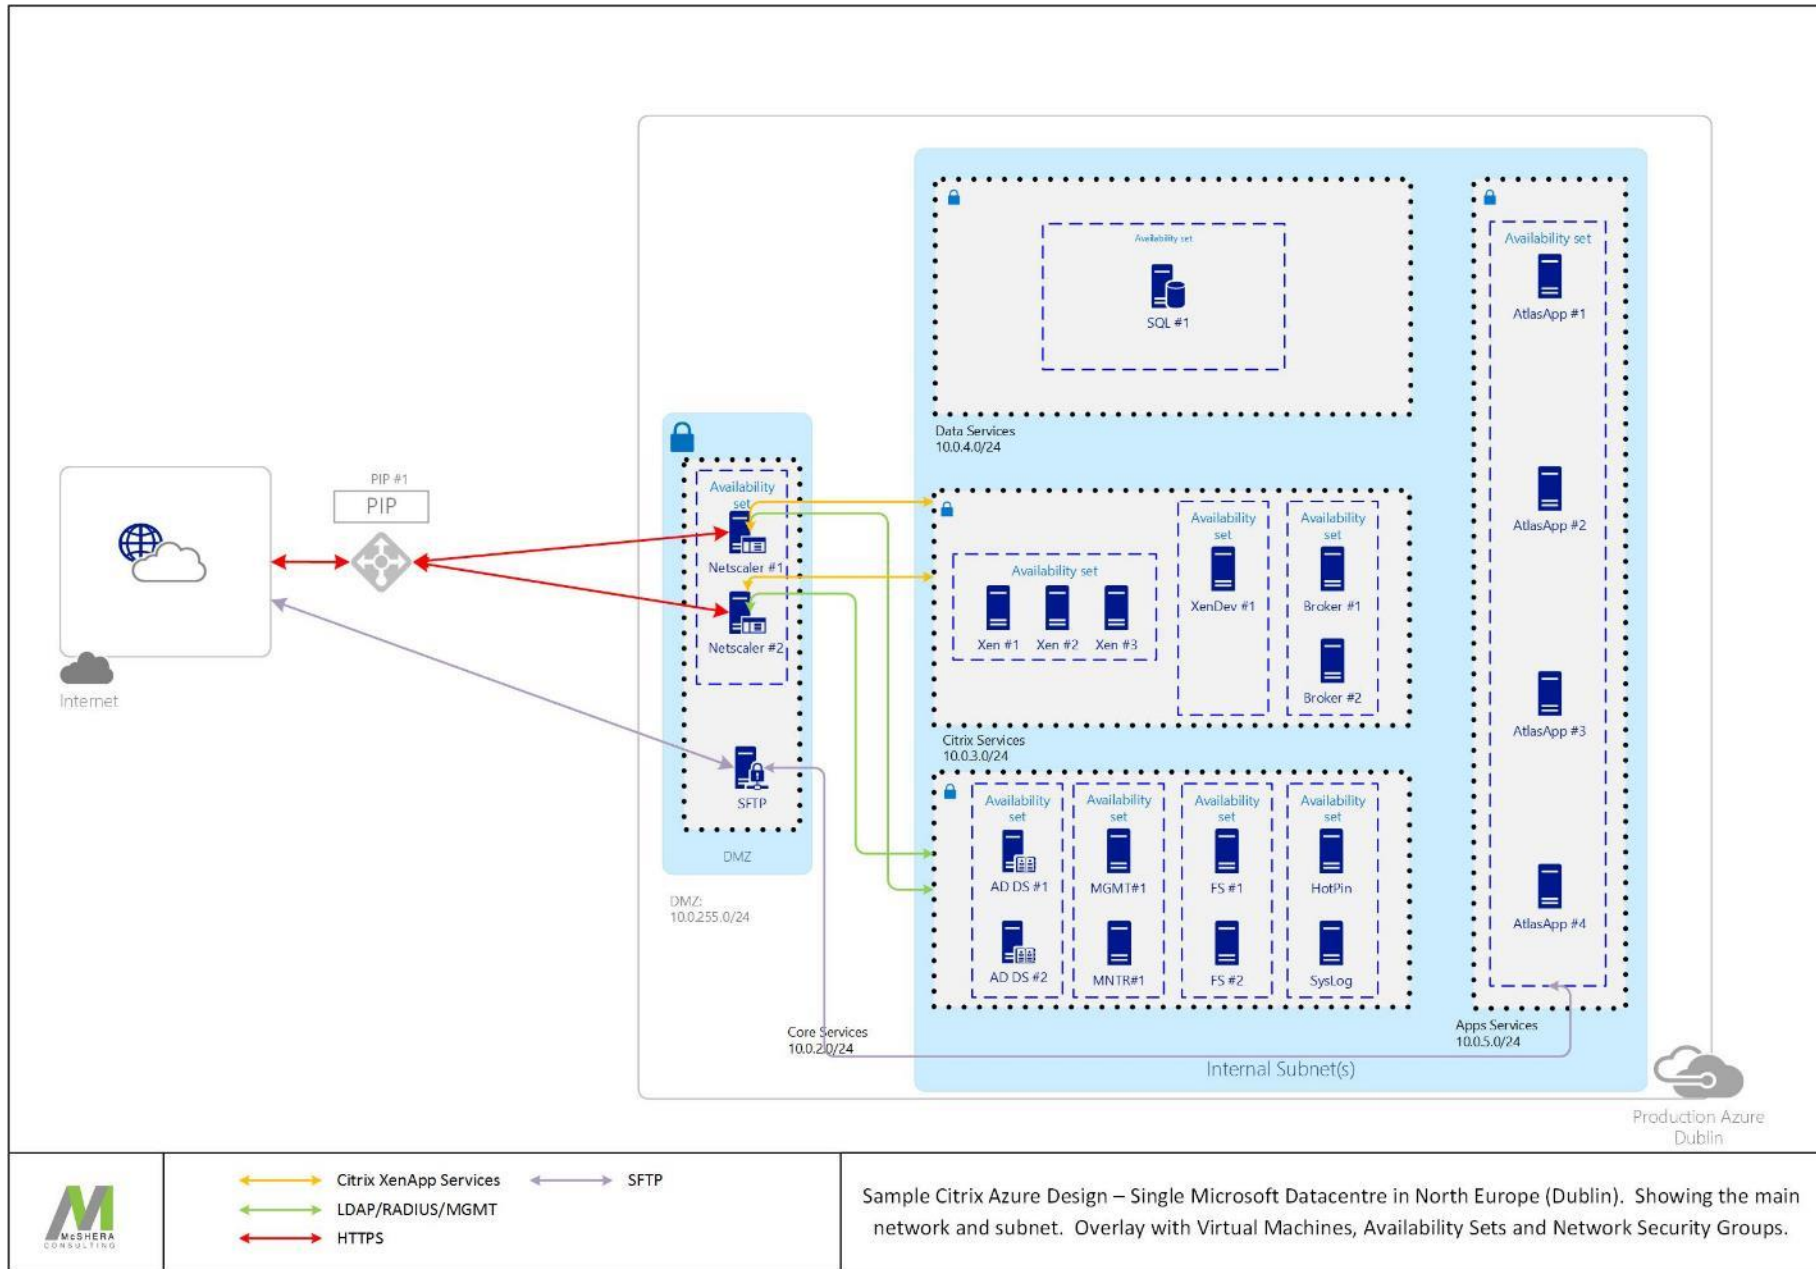 PIP #1
PIP
Internet
Availability
set
Netscaler #1
Netscaler #2
SFTP
DMZ
DMZ:
10.0.255.0/24
Availability set
SQL #1
Data Services
10.0.4.0/24
Availability set
Xen #1
Xen #2
Xen #3
Availability
set
XenDev #1
Availability
set
Broker #1
Broker #2
Citrix Services
10.0.3.0/24
Availability
set
AD DS #1
AD DS #2
Availability
set
MGMT#1
MNTR#1
Availability
set
FS #1
FS #2
Availability
set
HotPin
SysLog
Core Services
10.0.2.0/24
Availability set
AtlasApp #1
AtlasApp #2
AtlasApp #3
AtlasApp #4
Apps Services
10.0.5.0/24
Internal Subnet(s)
Production Azure
Dublin
McSHERA
CONSULTING
Citrix XenApp Services
SFTP
LDAP/RADIUS/MGMT
HTTPS
Sample Citrix Azure Design – Single Microsoft Datacentre in North Europe (Dublin). Showing the main
network and subnet. Overlay with Virtual Machines, Availability Sets and Network Security Groups.